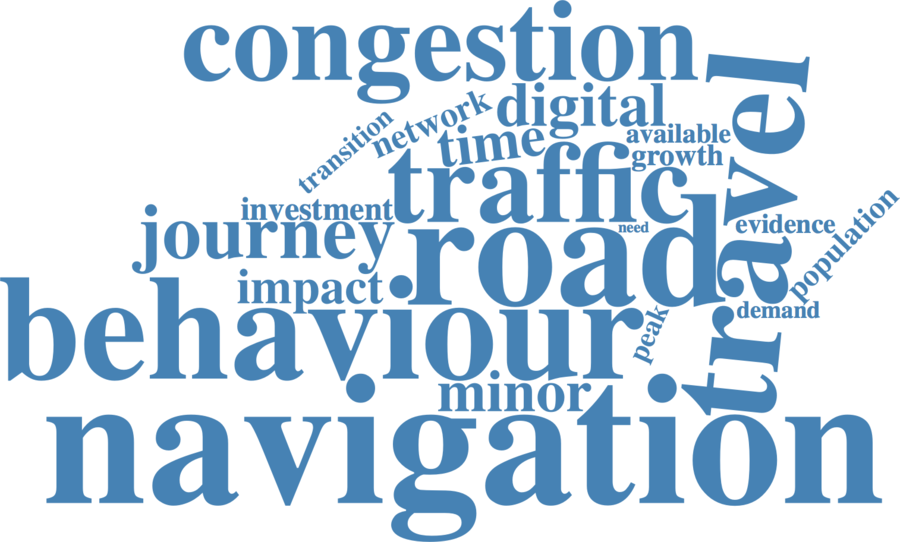 congestion
travel
digital
network
transition
time
available
growth
traffic
investment
need
journey
road
evidence
population
impact
behaviour
demand
peak
minor
navigation